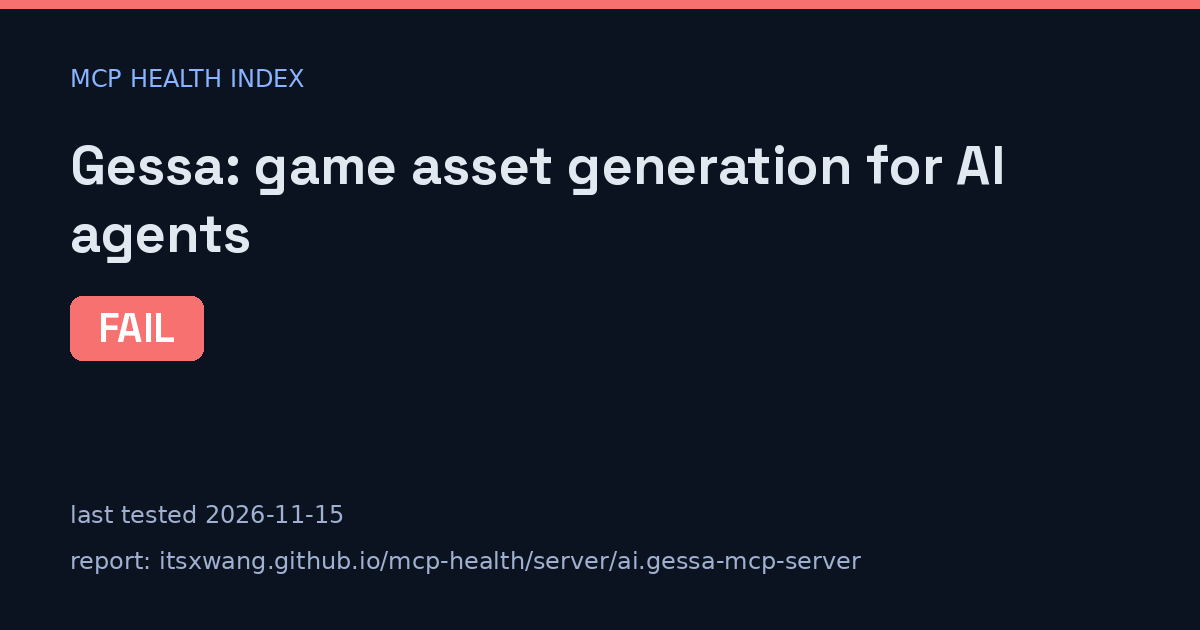 MCP HEALTH INDEX
Gessa: game asset generation for AI
agents
FAIL
last tested 2026-11-15
report: itsxwang.github.io/mcp-health/server/ai.gessa-mcp-server